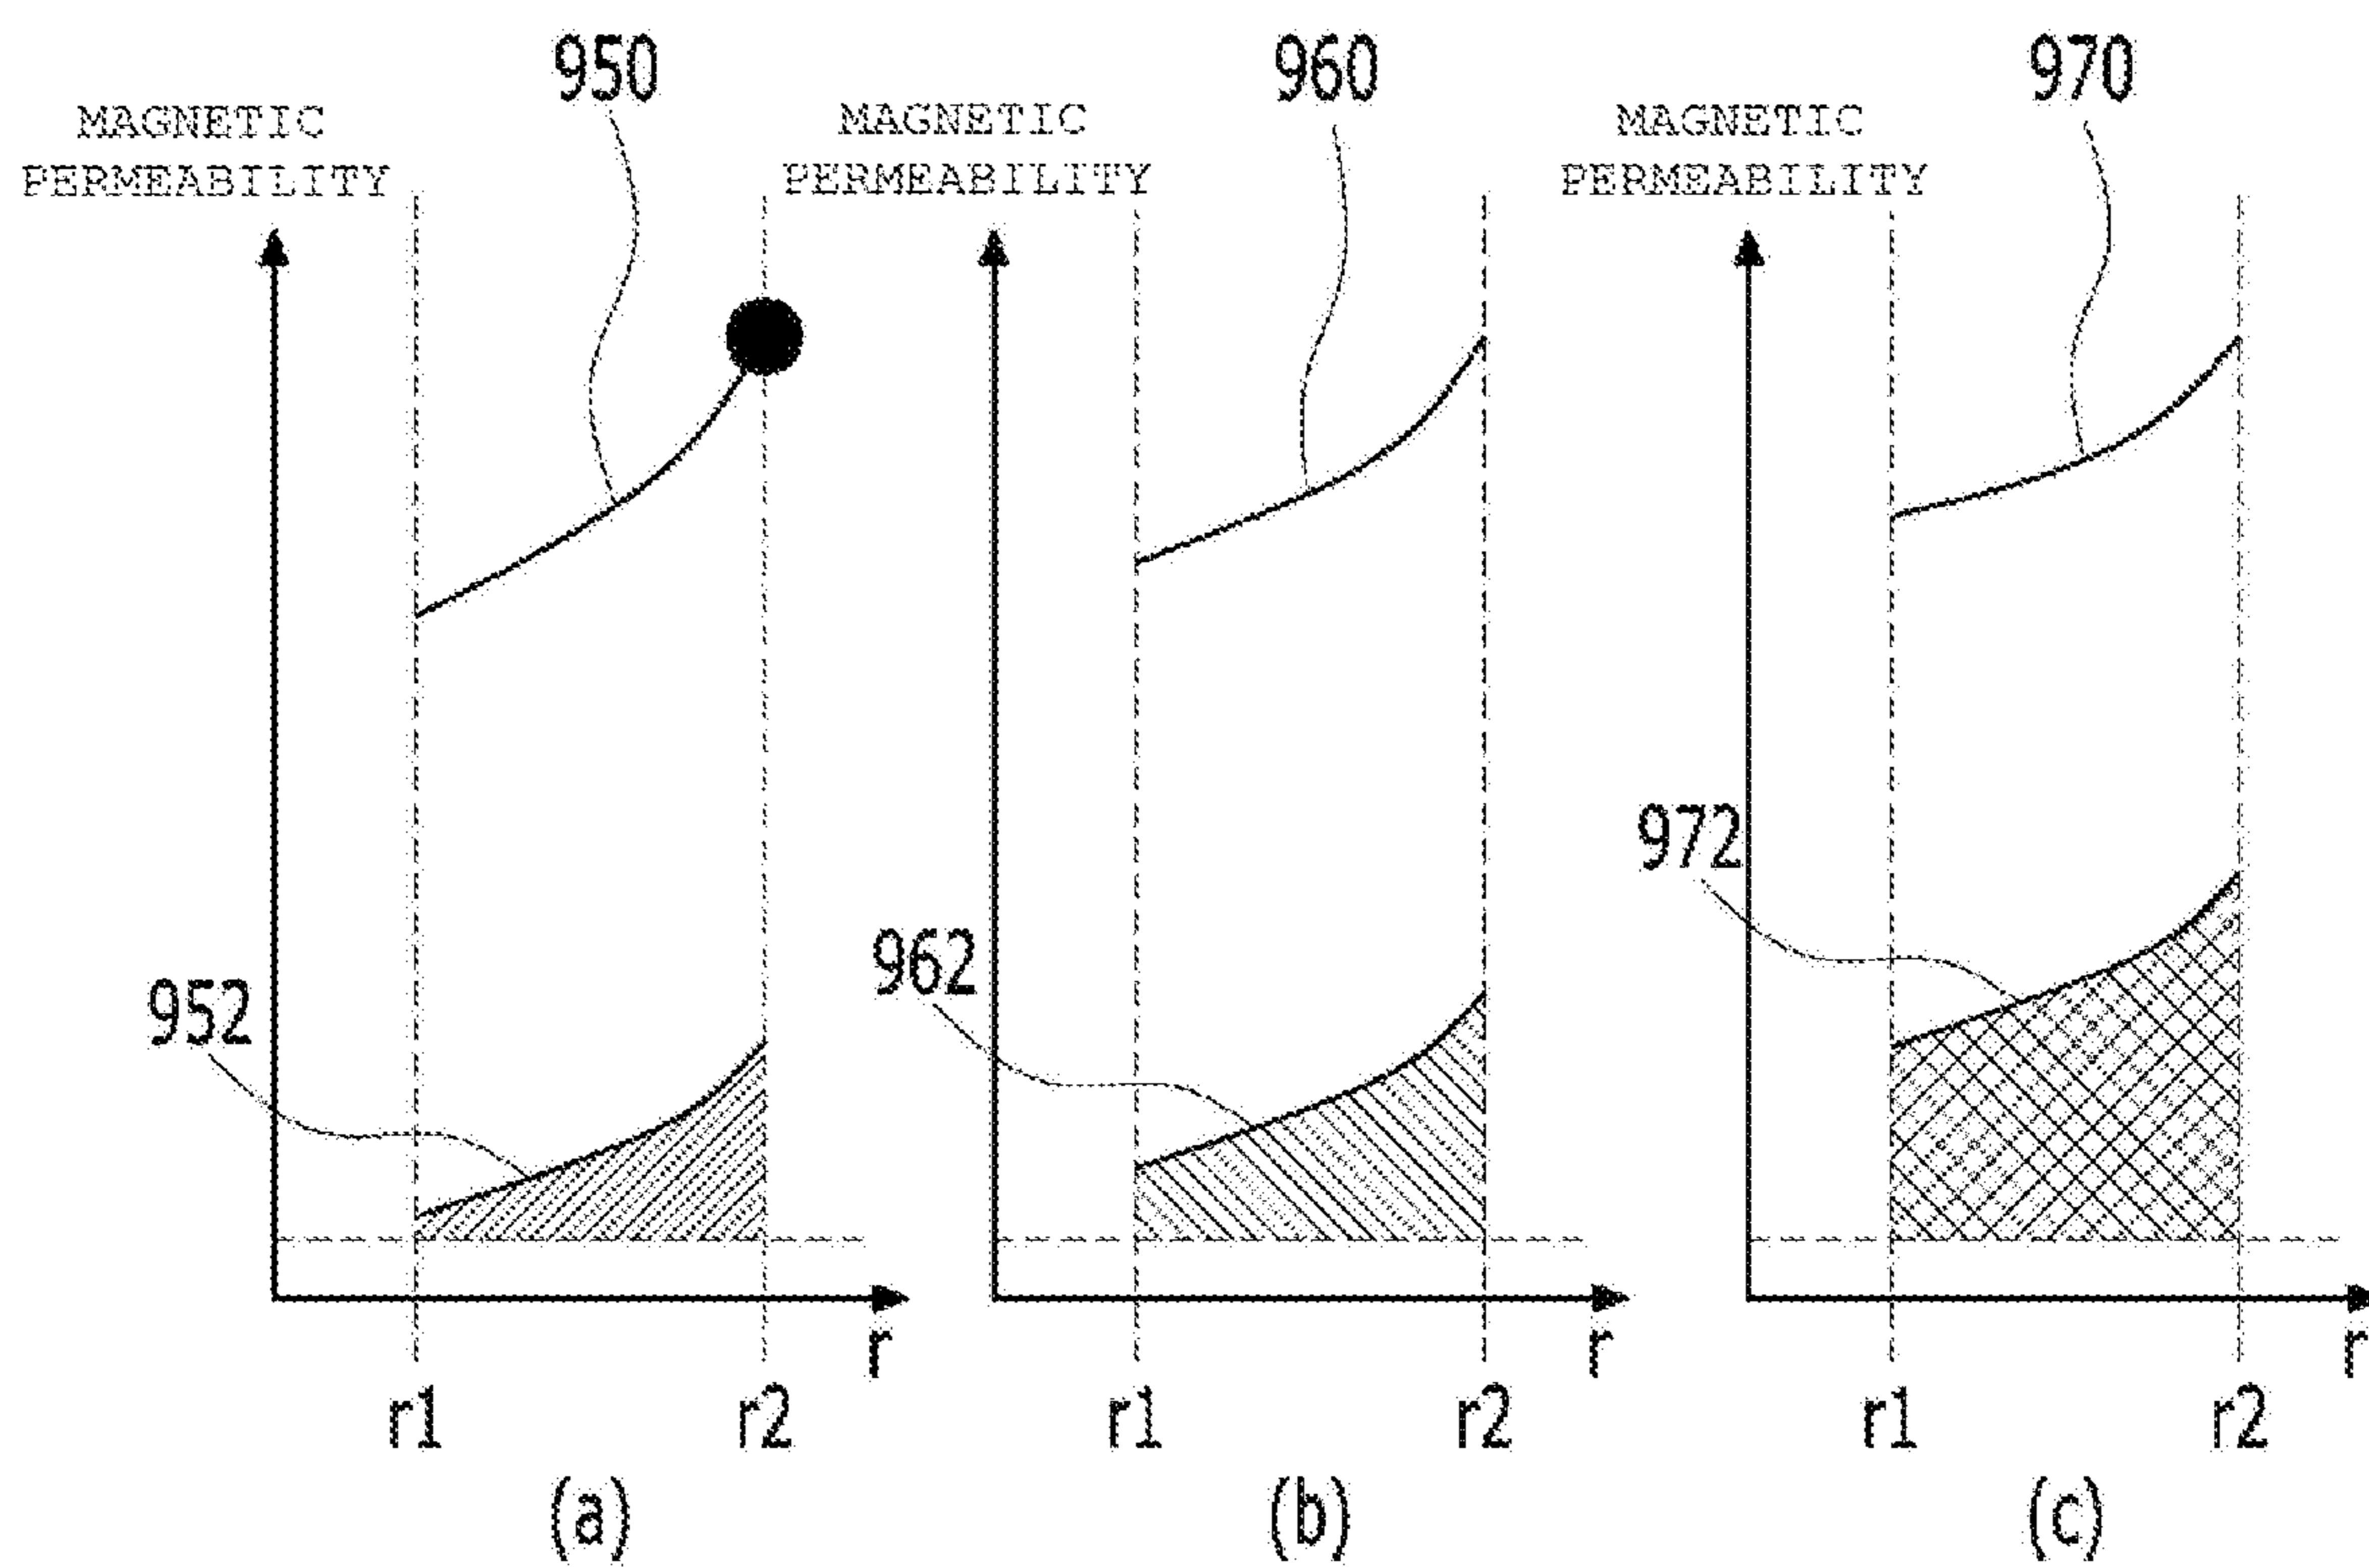 950
MAGNETIC
PERMEABILITY
952
r
r1
r2
(a)
960
MAGNETIC
PERMEABILITY
962
r
r1
r2
(b)
970
MAGNETIC
PERMEABILITY
972
r
r1
r2
(c)